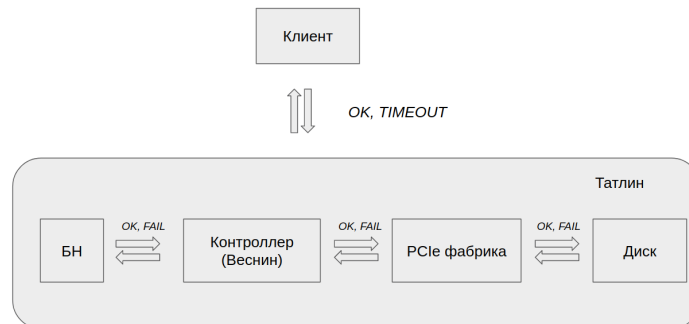 Клиент
OK, TIMEOUT
Татлин
OK, FAIL
OK, FAIL
OK, FAIL
БН
Контроллер
(Веснин)
PCIe фабрика
Диск